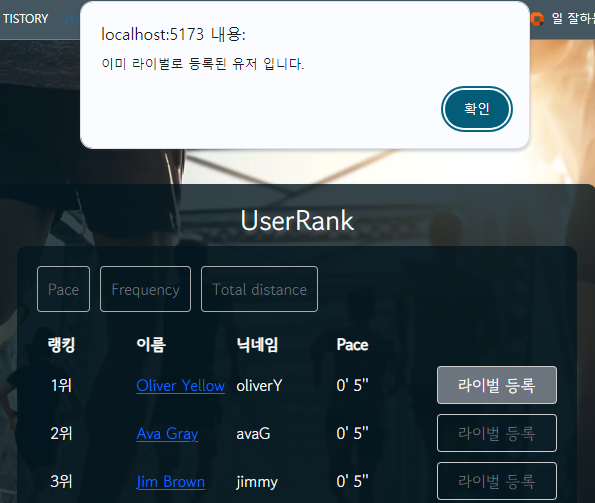 TISTORY
일 잘하는
localhost:5173 내용:
이미 라이벌로 등록된 유저 입니다.
확인
UserRank
Pace Frequency Total distance
랭킹 이름 닉네임 Pace
1위 Oliver Yellow oliverY 0' 5'' 라이벌 등록
2위 Ava Gray avaG 0' 5'' 라이벌 등록
3위 Jim Brown jimmy 0' 5'' 라이벌 등록